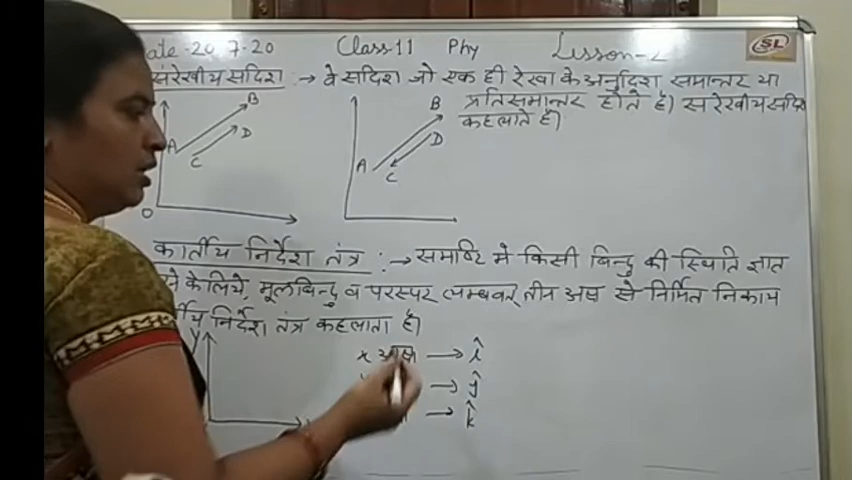 ate-20.7.20 Class-11 Phy Lesson-2 SL
संरेखीय सदिश :→ वे सदिश जो एक ही रेखा के अनुदिश समान्तर या
प्रतिसमान्तर होते है) स रेखीय सदिश
कहलाते है)
A B C D
O
A B C D
कार्तीय निर्देश तंत्र :→ समष्टि मे किसी बिन्दु की स्थिति ज्ञात
के लिये, मूलबिन्दु व परस्पर लम्बवत् तीन अक्ष से निर्मित निकाय
निर्देश तंत्र कहलाता है)
y
x अक्ष → î
→ ĵ
→ k̂